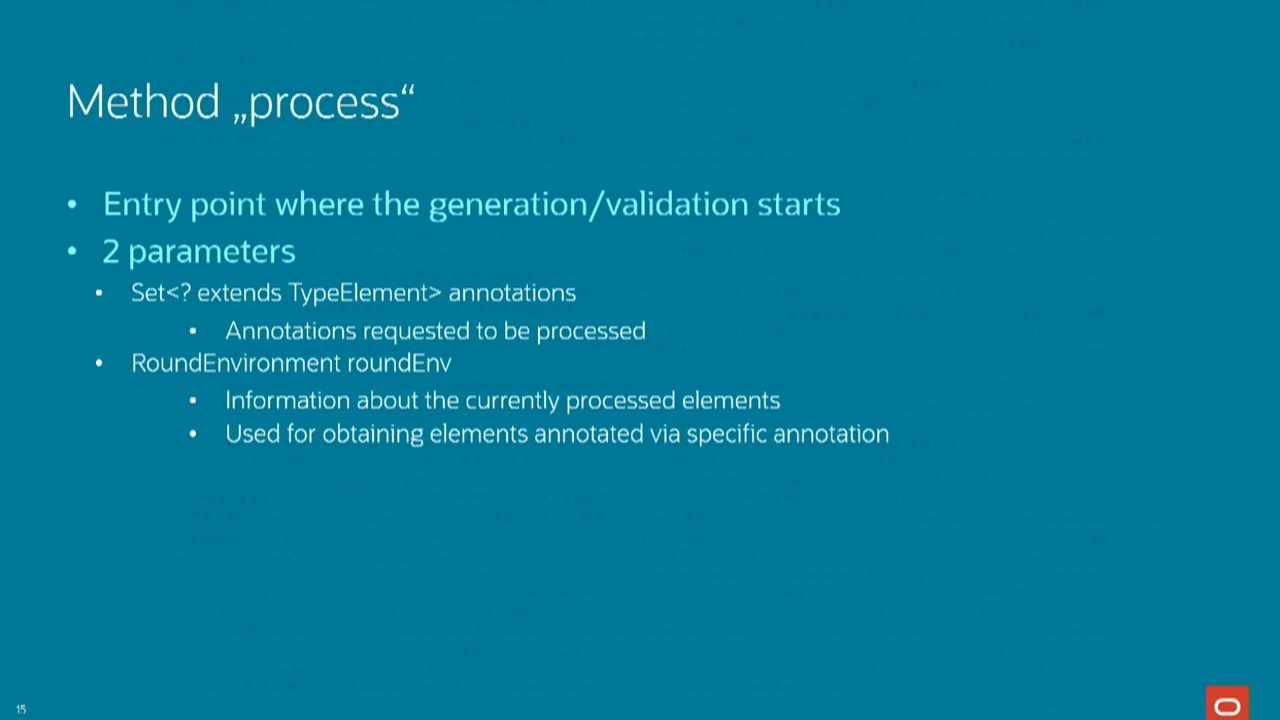 Method „process“
• Entry point where the generation/validation starts
• 2 parameters
• Set<? extends TypeElement> annotations
• Annotations requested to be processed
• RoundEnvironment roundEnv
• Information about the currently processed elements
• Used for obtaining elements annotated via specific annotation
15